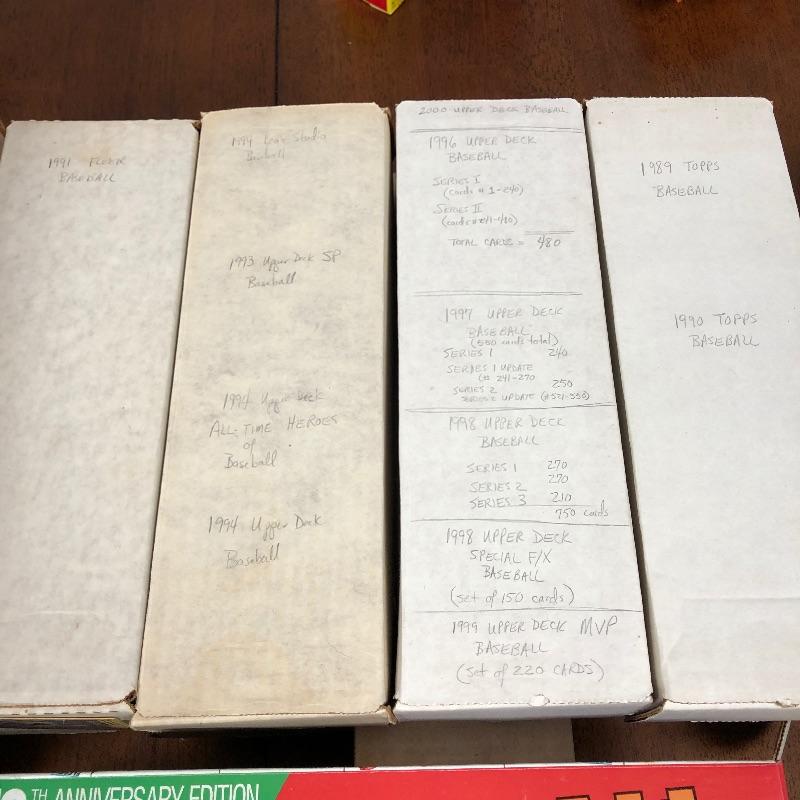 1991 FLEER
BASEBALL
1994 Leaf Studio
Baseball
1993 Upper Deck SP
Baseball
1994 Upper Deck
ALL-TIME HEROES
of
Baseball
1994 Upper Deck
Baseball
2000 UPPER DECK BASEBALL
1996 UPPER DECK
BASEBALL
SERIES I
(cards # 1-240)
SERIES II
(cards #241-480)
TOTAL CARDS = 480
1997 UPPER DECK
BASEBALL
(550 cards total)
SERIES 1 240
SERIES 1 UPDATE
(# 241-270
SERIES 2 250
SERIES 2 UPDATE (#521-550)
1998 UPPER DECK
BASEBALL
SERIES 1 270
SERIES 2 270
SERIES 3 210
750 cards
1998 UPPER DECK
SPECIAL F/X
BASEBALL
(set of 150 cards)
1999 UPPER DECK MVP
BASEBALL
(set of 220 CARDS)
1989 TOPPS
BASEBALL
1990 TOPPS
BASEBALL
TH ANNIVERSARY EDITION